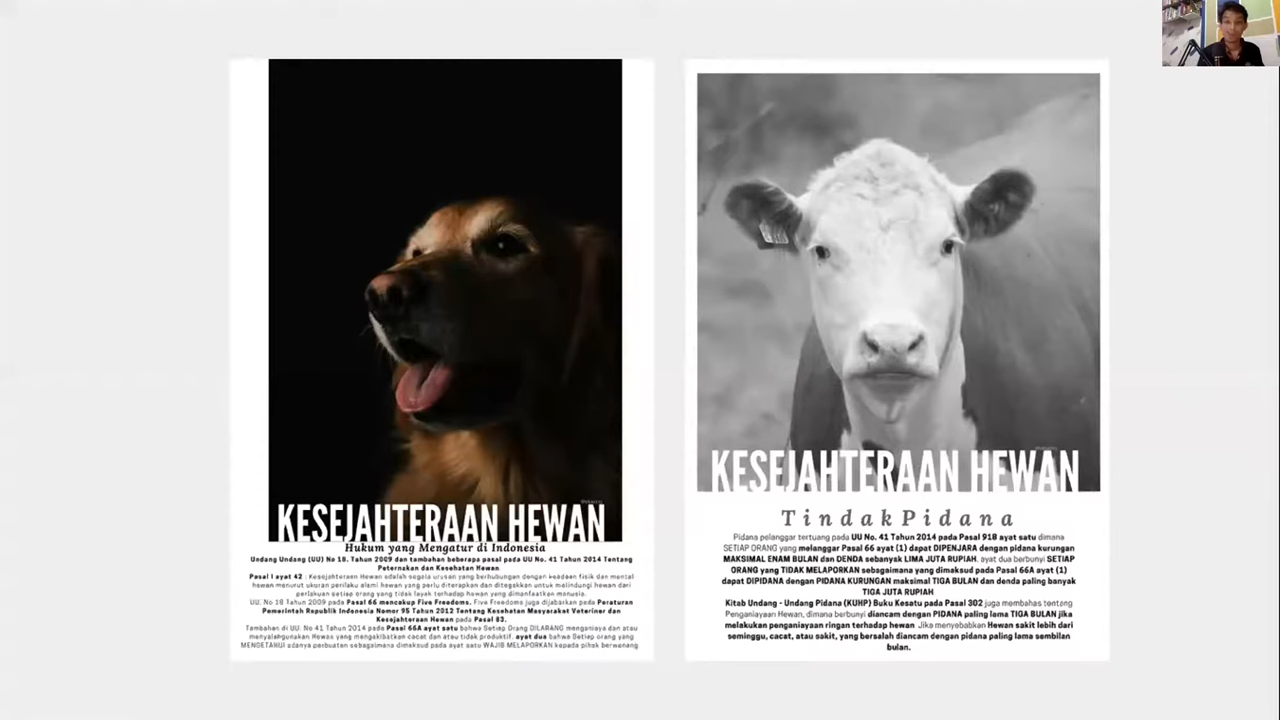 KESEJAHTERAAN HEWAN
Hukum yang Mengatur di Indonesia
Undang Undang (UU) No 18. Tahun 2009 dan tambahan beberapa pasal pada UU No. 41 Tahun 2014 Tentang
Peternakan dan Kesehatan Hewan
Pasal 1 ayat 42 : Kesejahteraan Hewan adalah segala urusan yang berhubungan dengan keadaan fisik dan mental
hewan menurut ukuran perilaku alami hewan yang perlu diterapkan dan ditegakkan untuk melindungi hewan dari
perlakuan setiap orang yang tidak layak terhadap hewan yang dimanfaatkan manusia.
UU. No 18 Tahun 2009 pada Pasal 66 mencakup Five Freedoms. Five Freedoms juga dijabarkan pada Peraturan
Pemerintah Republik Indonesia Nomor 95 Tahun 2012 Tentang Kesehatan Masyarakat Veteriner dan
Kesejahteraan Hewan pada Pasal 83.
Tambahan di UU. No 41 Tahun 2014 pada Pasal 66A ayat satu bahwa Setiap Orang DILARANG menganiaya dan atau
menyalahgunakan Hewan yang mengakibatkan cacat dan atau tidak produktif. ayat dua bahwa Setiap orang yang
MENGETAHUI adanya perbuatan sebagaimana dimaksud pada ayat satu WAJIB MELAPORKAN kepada pihak berwenang
KESEJAHTERAAN HEWAN
Tindak Pidana
Pidana pelanggar tertuang pada UU No. 41 Tahun 2014 pada Pasal 91B ayat satu dimana
SETIAP ORANG yang melanggar Pasal 66 ayat (1) dapat DIPENJARA dengan pidana kurungan
MAKSIMAL ENAM BULAN dan DENDA sebanyak LIMA JUTA RUPIAH. ayat dua berbunyi SETIAP
ORANG yang TIDAK MELAPORKAN sebagaimana yang dimaksud pada Pasal 66A ayat (1)
dapat DIPIDANA dengan PIDANA KURUNGAN maksimal TIGA BULAN dan denda paling banyak
TIGA JUTA RUPIAH
Kitab Undang - Undang Pidana (KUHP) Buku Kesatu pada Pasal 302 juga membahas tentang
Penganiayaan Hewan, dimana berbunyi diancam dengan PIDANA paling lama TIGA BULAN jika
melakukan penganiayaan ringan terhadap hewan. Jika menyebabkan Hewan sakit lebih dari
seminggu, cacat, atau sakit, yang bersalah diancam dengan pidana paling lama sembilan
bulan.